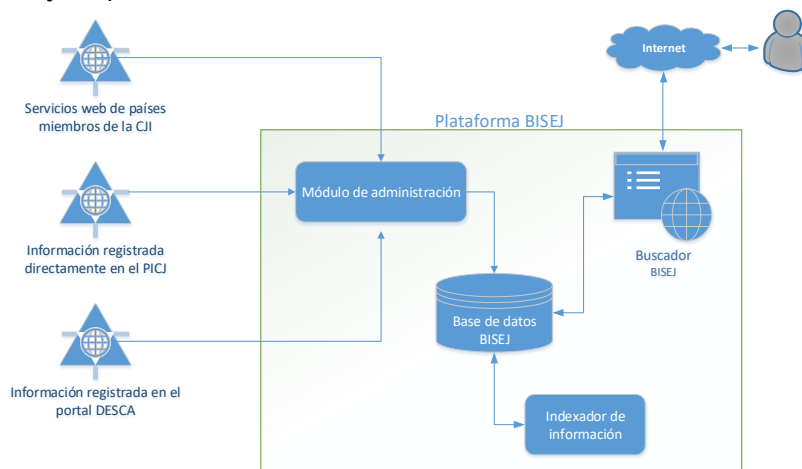 Internet
Servicios web de países
miembros de la CJI
Plataforma BISEJ
Módulo de administración
Información registrada
directamente en el PICJ
Buscador
BISEJ
Base de datos
BISEJ
Información registrada en el
portal DESCA
Indexador de
información